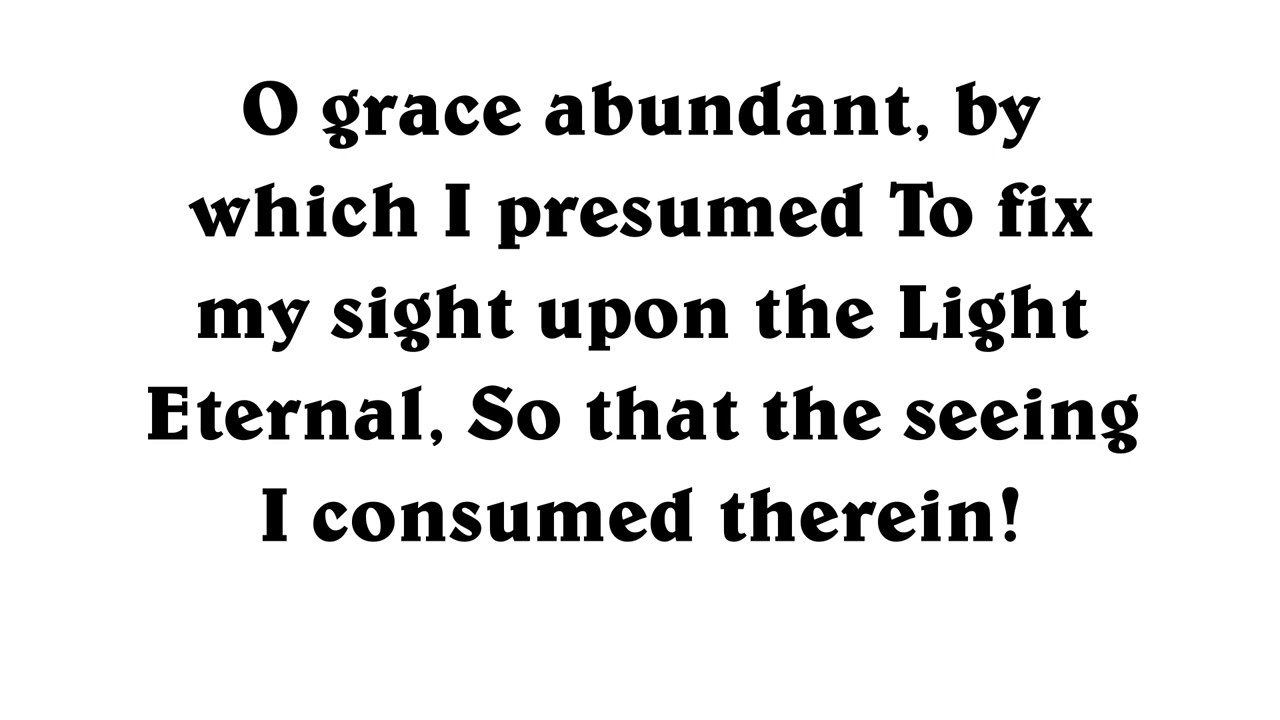 O grace abundant, by
which I presumed To fix
my sight upon the Light
Eternal, So that the seeing
I consumed therein!